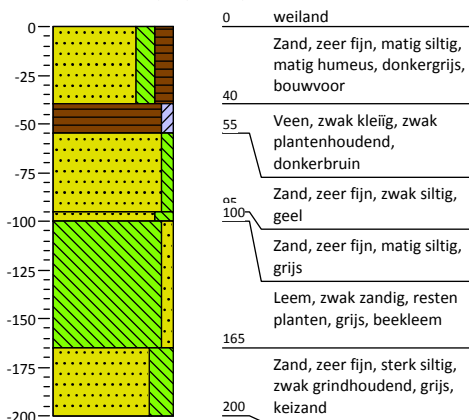 0
-25
-50
-75
-100
-125
-150
-175
-200
0 weiland
Zand, zeer fijn, matig siltig,
matig humeus, donkergrijs,
bouwvoor
40
55
Veen, zwak kleiïg, zwak
plantenhoudend,
donkerbruin
95
Zand, zeer fijn, zwak siltig,
geel
100
Zand, zeer fijn, matig siltig,
grijs
Leem, zwak zandig, resten
planten, grijs, beekleem
165
Zand, zeer fijn, sterk siltig,
zwak grindhoudend, grijs,
keizand
200